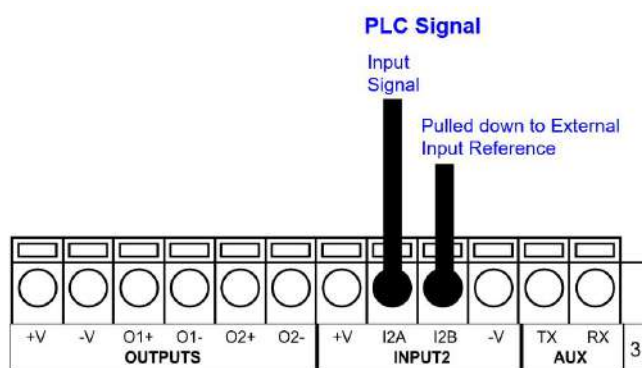 PLC Signal
Input
Signal
Pulled down to External
Input Reference
+V -V O1+ O1- O2+ O2- +V I2A I2B -V TX RX
OUTPUTS INPUT2 AUX 3